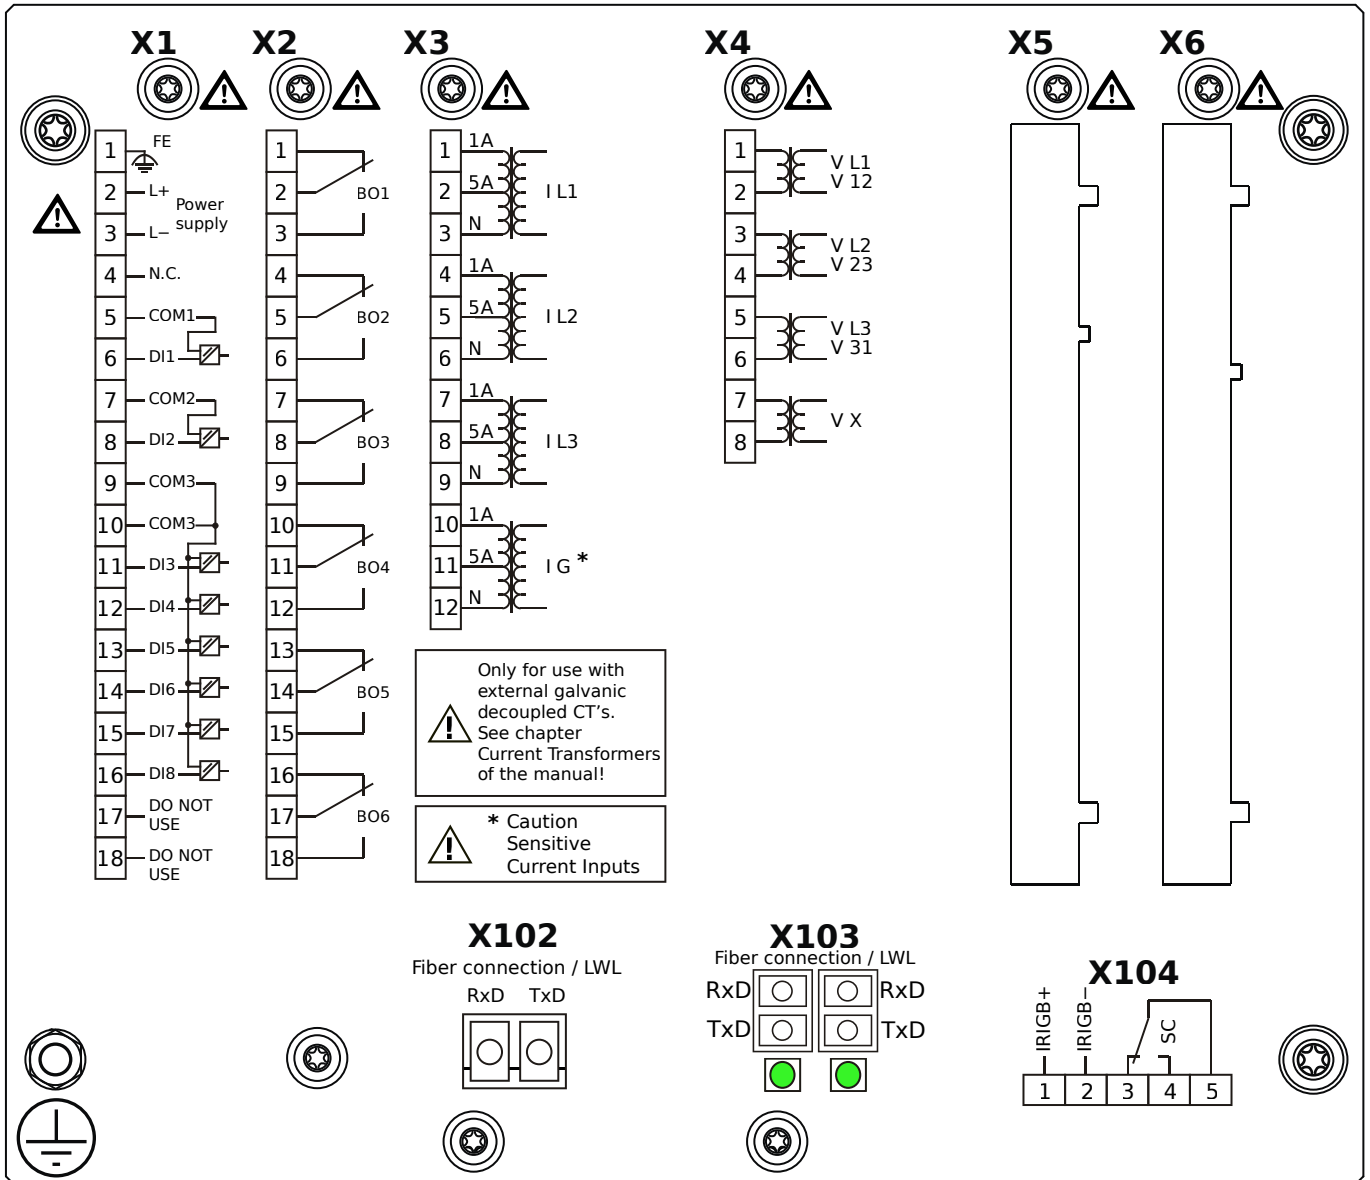 X1
X2
X3
X4
X5
X6
1 FE
2 L+
Power
supply
3 L−
4 N.C.
5 COM1
6 DI1
7 COM2
8 DI2
9 COM3
10 COM3
11 DI3
12 DI4
13 DI5
14 DI6
15 DI7
16 DI8
17 DO NOT
USE
18 DO NOT
USE
1
2 BO1
3
4
5 BO2
6
7
8 BO3
9
10
11 BO4
12
13
14 BO5
15
16
17 BO6
18
1 1A
2 5A I L1
3 N
4 1A
5 5A I L2
6 N
7 1A
8 5A I L3
9 N
10 1A
11 5A I G *
12 N
1 V L1
2 V 12
3 V L2
4 V 23
5 V L3
6 V 31
7 V X
8
! Only for use with
external galvanic
decoupled CT's.
See chapter
Current Transformers
of the manual!
! * Caution
Sensitive
Current Inputs
X102
Fiber connection / LWL
RxD TxD
X103
Fiber connection / LWL
RxD RxD
TxD TxD
X104
IRIGB+
IRIGB−
SC
1 2 3 4 5